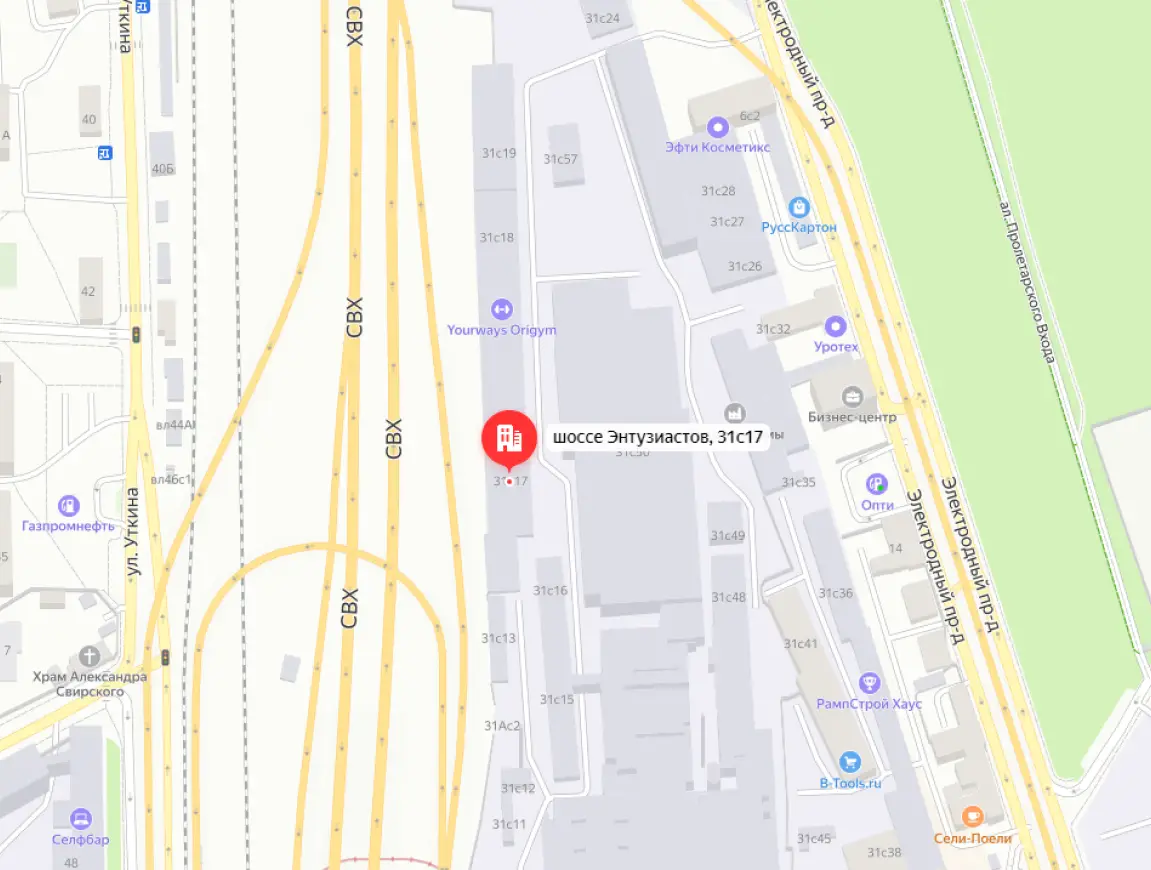 Уткина
СВХ
31с24
Электродный пр-д
40
6с2
Эфти Косметикс
40Б
31с19
31с57
31с28
31с27
РуссКартон
ал. Пролетарского Входа
31с18
31с26
42
СВХ
Yourways Origym
31с32
Уротех
Бизнес-центр
вл44А
СВХ
шоссе Энтузиастов, 31с17
вл46с1
31с35
ул. Уткина
Газпромнефть
Опти
Электродный пр-д
Электродный пр-д
31с49
14
31с16
31с48
31с36
СВХ
31с13
31с41
7
Храм Александра
Свирского
31с15
РампСтрой Хаус
31Ас2
B-Tools.ru
31с12
31с11
Селфбар
31с45
31с38
Сели-Поели
48